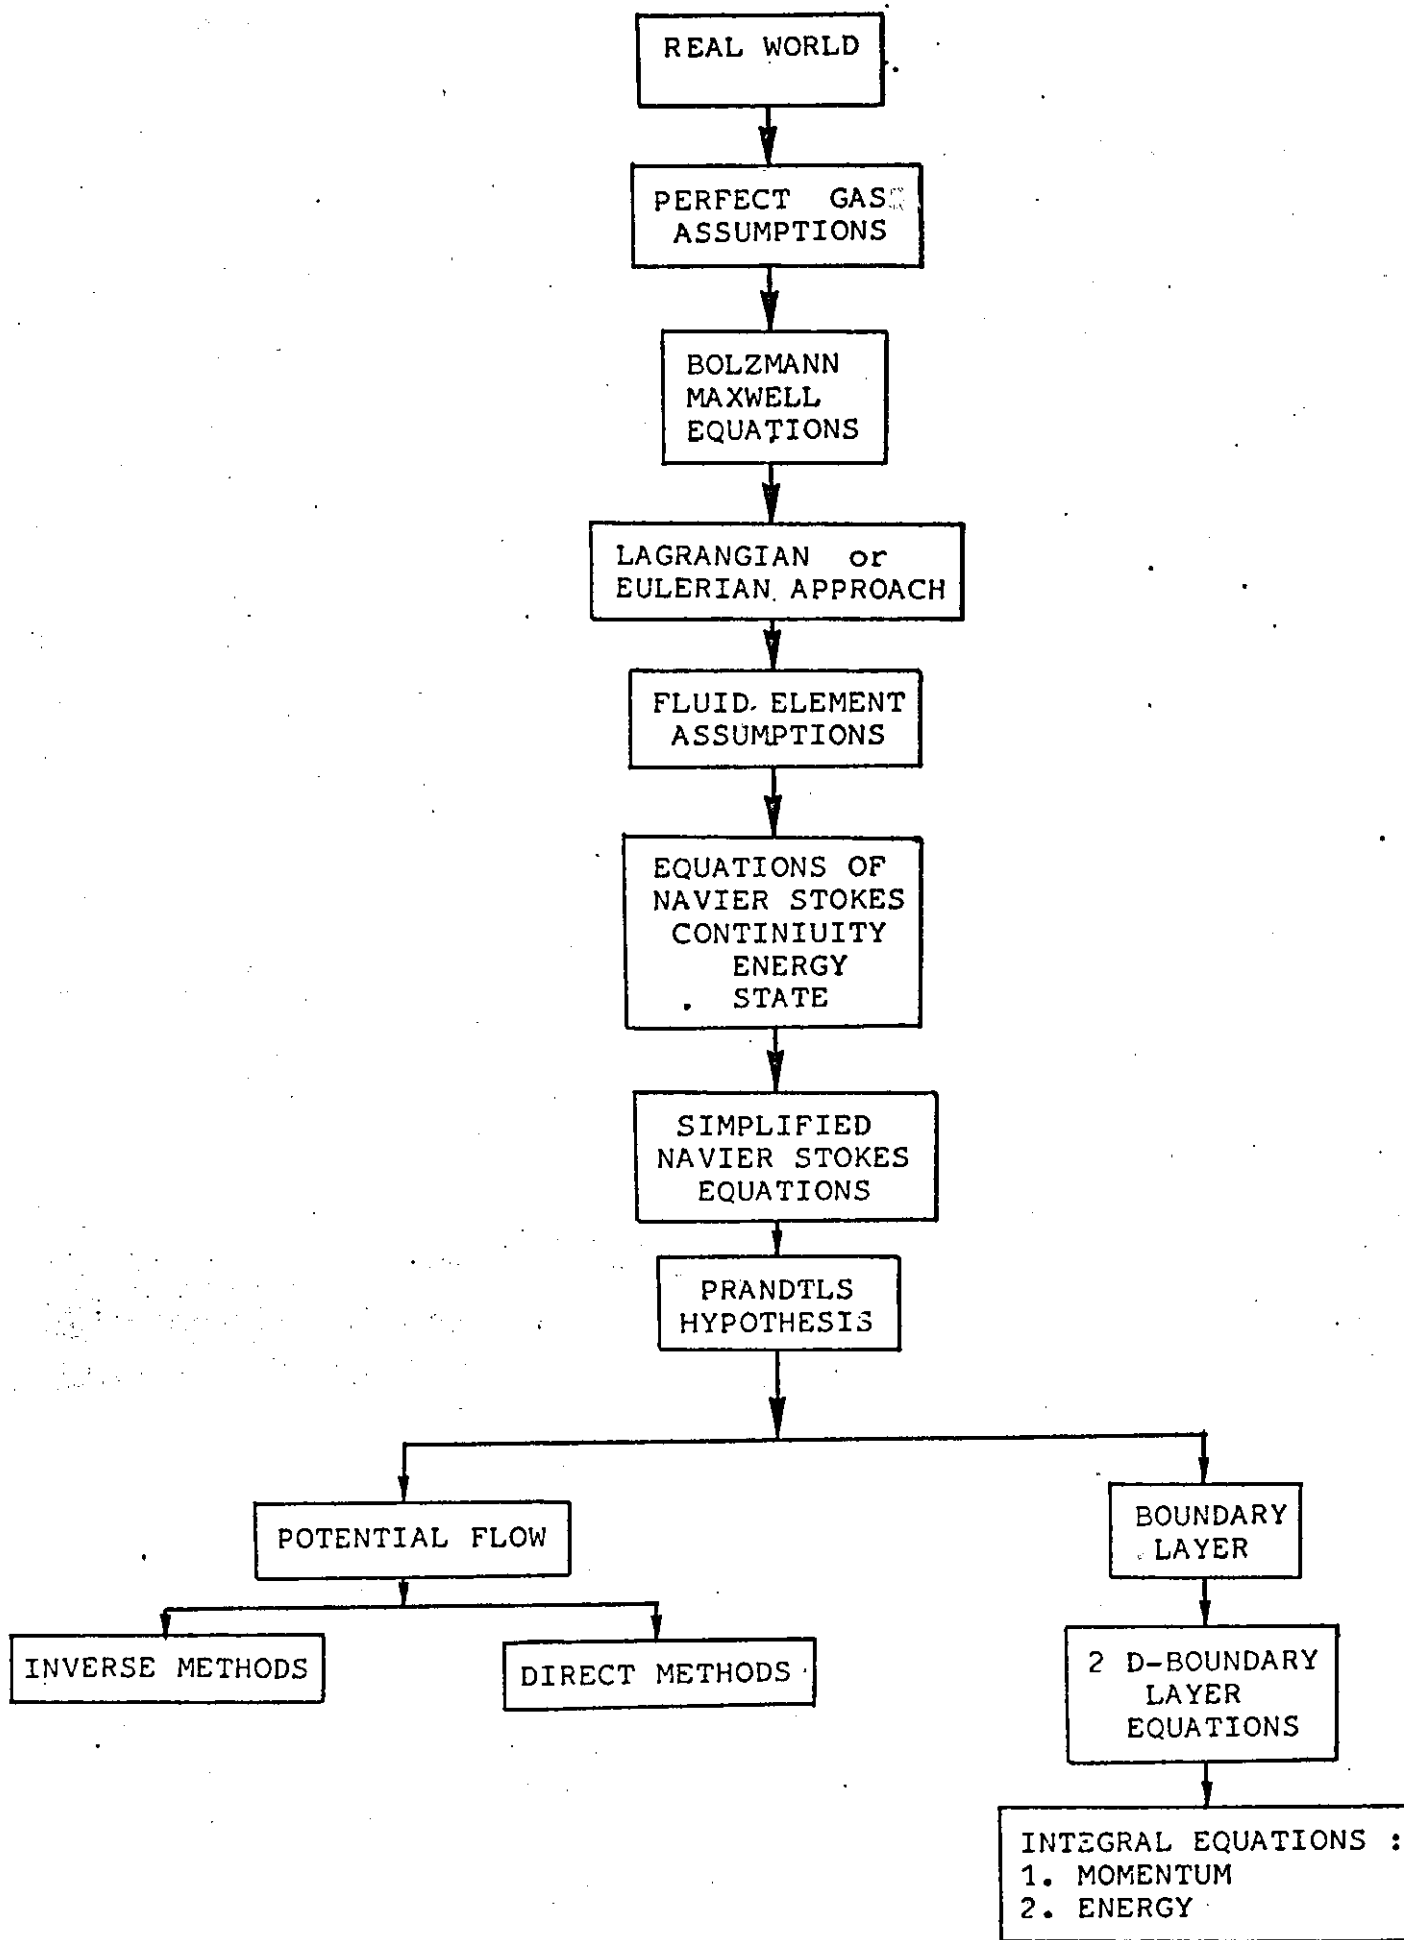 REAL WORLD
PERFECT GAS
ASSUMPTIONS
BOLZMANN
MAXWELL
EQUATIONS
LAGRANGIAN or
EULERIAN APPROACH
FLUID ELEMENT
ASSUMPTIONS
EQUATIONS OF
NAVIER STOKES
CONTINIUITY
ENERGY
STATE
SIMPLIFIED
NAVIER STOKES
EQUATIONS
PRANDTLS
HYPOTHESIS
POTENTIAL FLOW
BOUNDARY
LAYER
INVERSE METHODS
DIRECT METHODS
2 D-BOUNDARY
LAYER
EQUATIONS
INTEGRAL EQUATIONS :
1. MOMENTUM
2. ENERGY